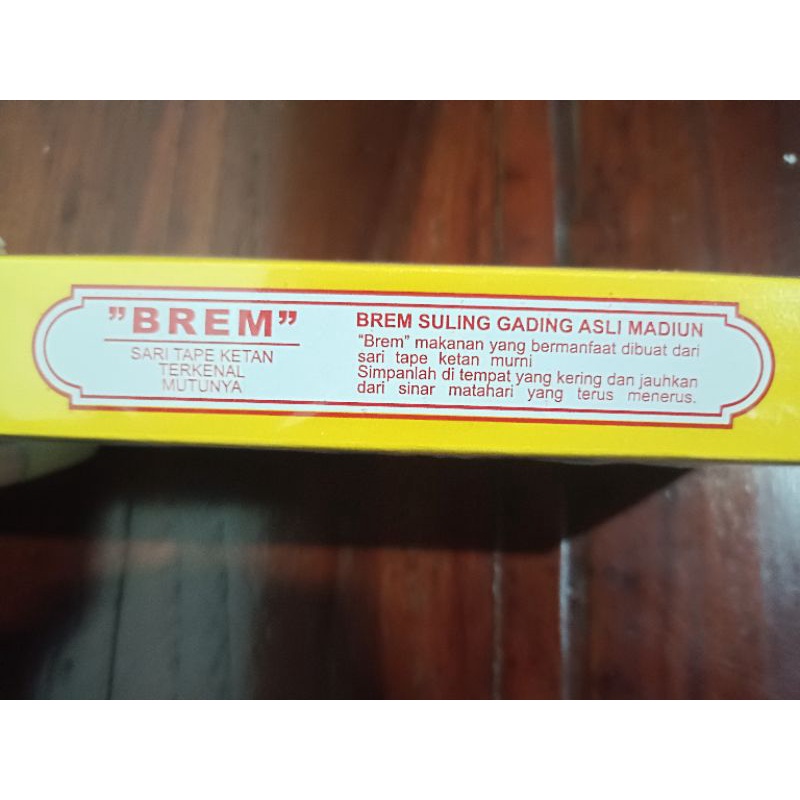 ”BREM”
SARI TAPE KETAN
TERKENAL
MUTUNYA
BREM SULING GADING ASLI MADIUN
“Brem” makanan yang bermanfaat dibuat dari
sari tape ketan murni
Simpanlah di tempat yang kering dan jauhkan
dari sinar matahari yang terus menerus.